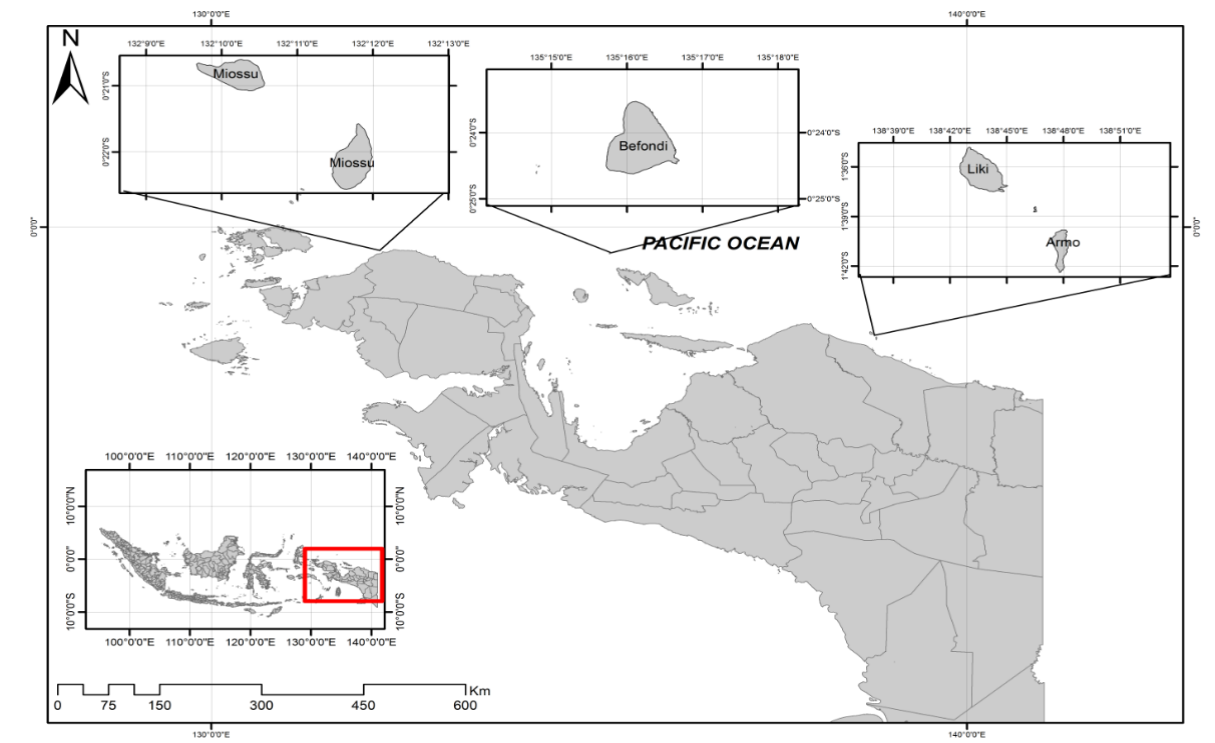 130°0'0"E 140°0'0"E
N
132°9'0"E 132°10'0"E 132°11'0"E 132°12'0"E 132°13'0"E
0°21'0"S
0°22'0"S
Miossu
Miossu
135°15'0"E 135°16'0"E 135°17'0"E 135°18'0"E
0°24'0"S 0°24'0"S
0°25'0"S 0°25'0"S
Befondi
138°39'0"E 138°42'0"E 138°45'0"E 138°48'0"E 138°51'0"E
1°36'0"S
1°39'0"S
1°42'0"S
Liki
Armo
0°0'0" 0°0'0"
PACIFIC OCEAN
100°0'0"E 110°0'0"E 120°0'0"E 130°0'0"E 140°0'0"E
10°0'0"N 10°0'0"N
0°0'0" 0°0'0"
10°0'0"S 10°0'0"S
100°0'0"E 110°0'0"E 120°0'0"E 130°0'0"E 140°0'0"E
Km
0 75 150 300 450 600
130°0'0"E 140°0'0"E